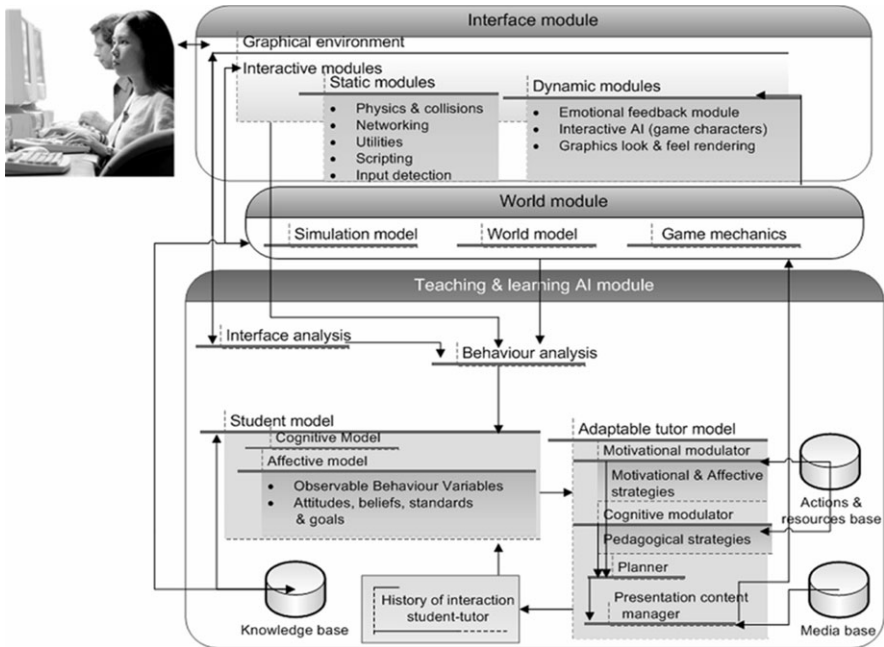 Interface module
Graphical environment
Interactive modules
Static modules
Physics & collisions
Networking
Utilities
Scripting
Input detection
Dynamic modules
Emotional feedback module
Interactive AI (game characters)
Graphics look & feel rendering
World module
Simulation model
World model
Game mechanics
Teaching & learning AI module
Interface analysis
Behaviour analysis
Student model
Cognitive Model
Affective model
Observable Behaviour Variables
Attitudes, beliefs, standards
& goals
Adaptable tutor model
Motivational modulator
Motivational & Affective
strategies
Cognitive modulator
Pedagogical strategies
Planner
Presentation content
manager
Actions &
resources base
Knowledge base
History of interaction
student-tutor
Media base